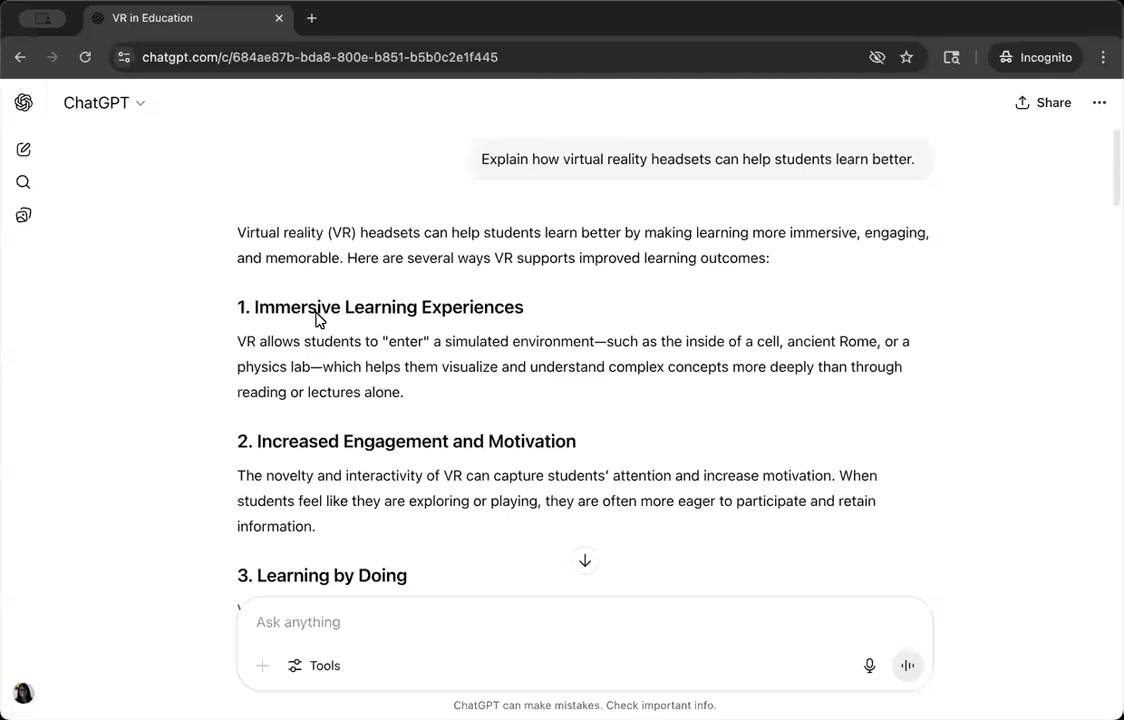 VR in Education
chatgpt.com/c/684ae87b-bda8-800e-b851-b5b0c2e1f445
Incognito
ChatGPT
Share
Explain how virtual reality headsets can help students learn better.
Virtual reality (VR) headsets can help students learn better by making learning more immersive, engaging,
and memorable. Here are several ways VR supports improved learning outcomes:
1. Immersive Learning Experiences
VR allows students to "enter" a simulated environment—such as the inside of a cell, ancient Rome, or a
physics lab—which helps them visualize and understand complex concepts more deeply than through
reading or lectures alone.
2. Increased Engagement and Motivation
The novelty and interactivity of VR can capture students’ attention and increase motivation. When
students feel like they are exploring or playing, they are often more eager to participate and retain
information.
3. Learning by Doing
Ask anything
Tools
ChatGPT can make mistakes. Check important info.